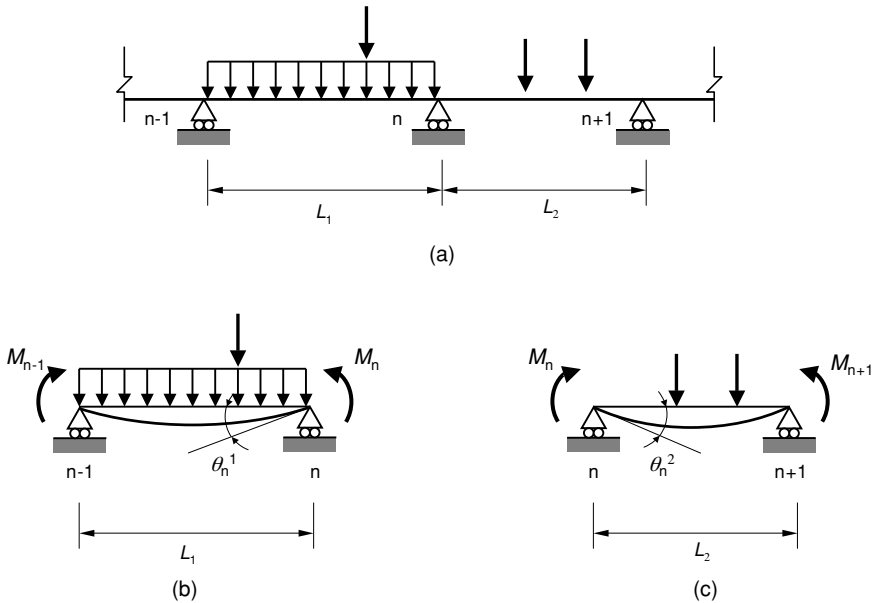 n-1 n n+1
L₁ L₂
(a)
Mₙ₋₁ Mₙ Mₙ Mₙ₊₁
θₙ¹ θₙ²
n-1 n n n+1
L₁ L₂
(b) (c)